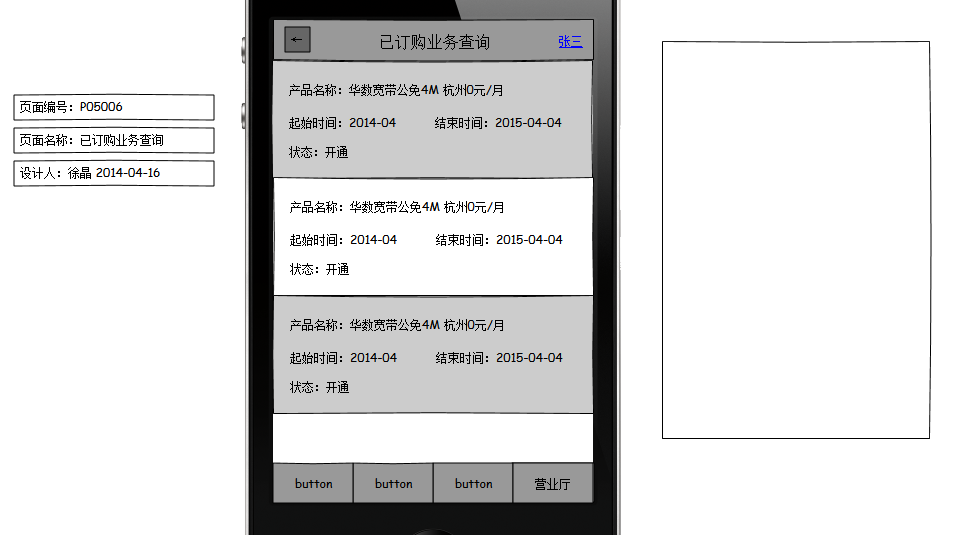 页面编号：P05006
页面名称：已订购业务查询
设计人：徐晶 2014-04-16
← 已订购业务查询 张三
产品名称：华数宽带公免4M 杭州0元/月
起始时间：2014-04 结束时间：2015-04-04
状态：开通
产品名称：华数宽带公免4M 杭州0元/月
起始时间：2014-04 结束时间：2015-04-04
状态：开通
产品名称：华数宽带公免4M 杭州0元/月
起始时间：2014-04 结束时间：2015-04-04
状态：开通
button button button 营业厅